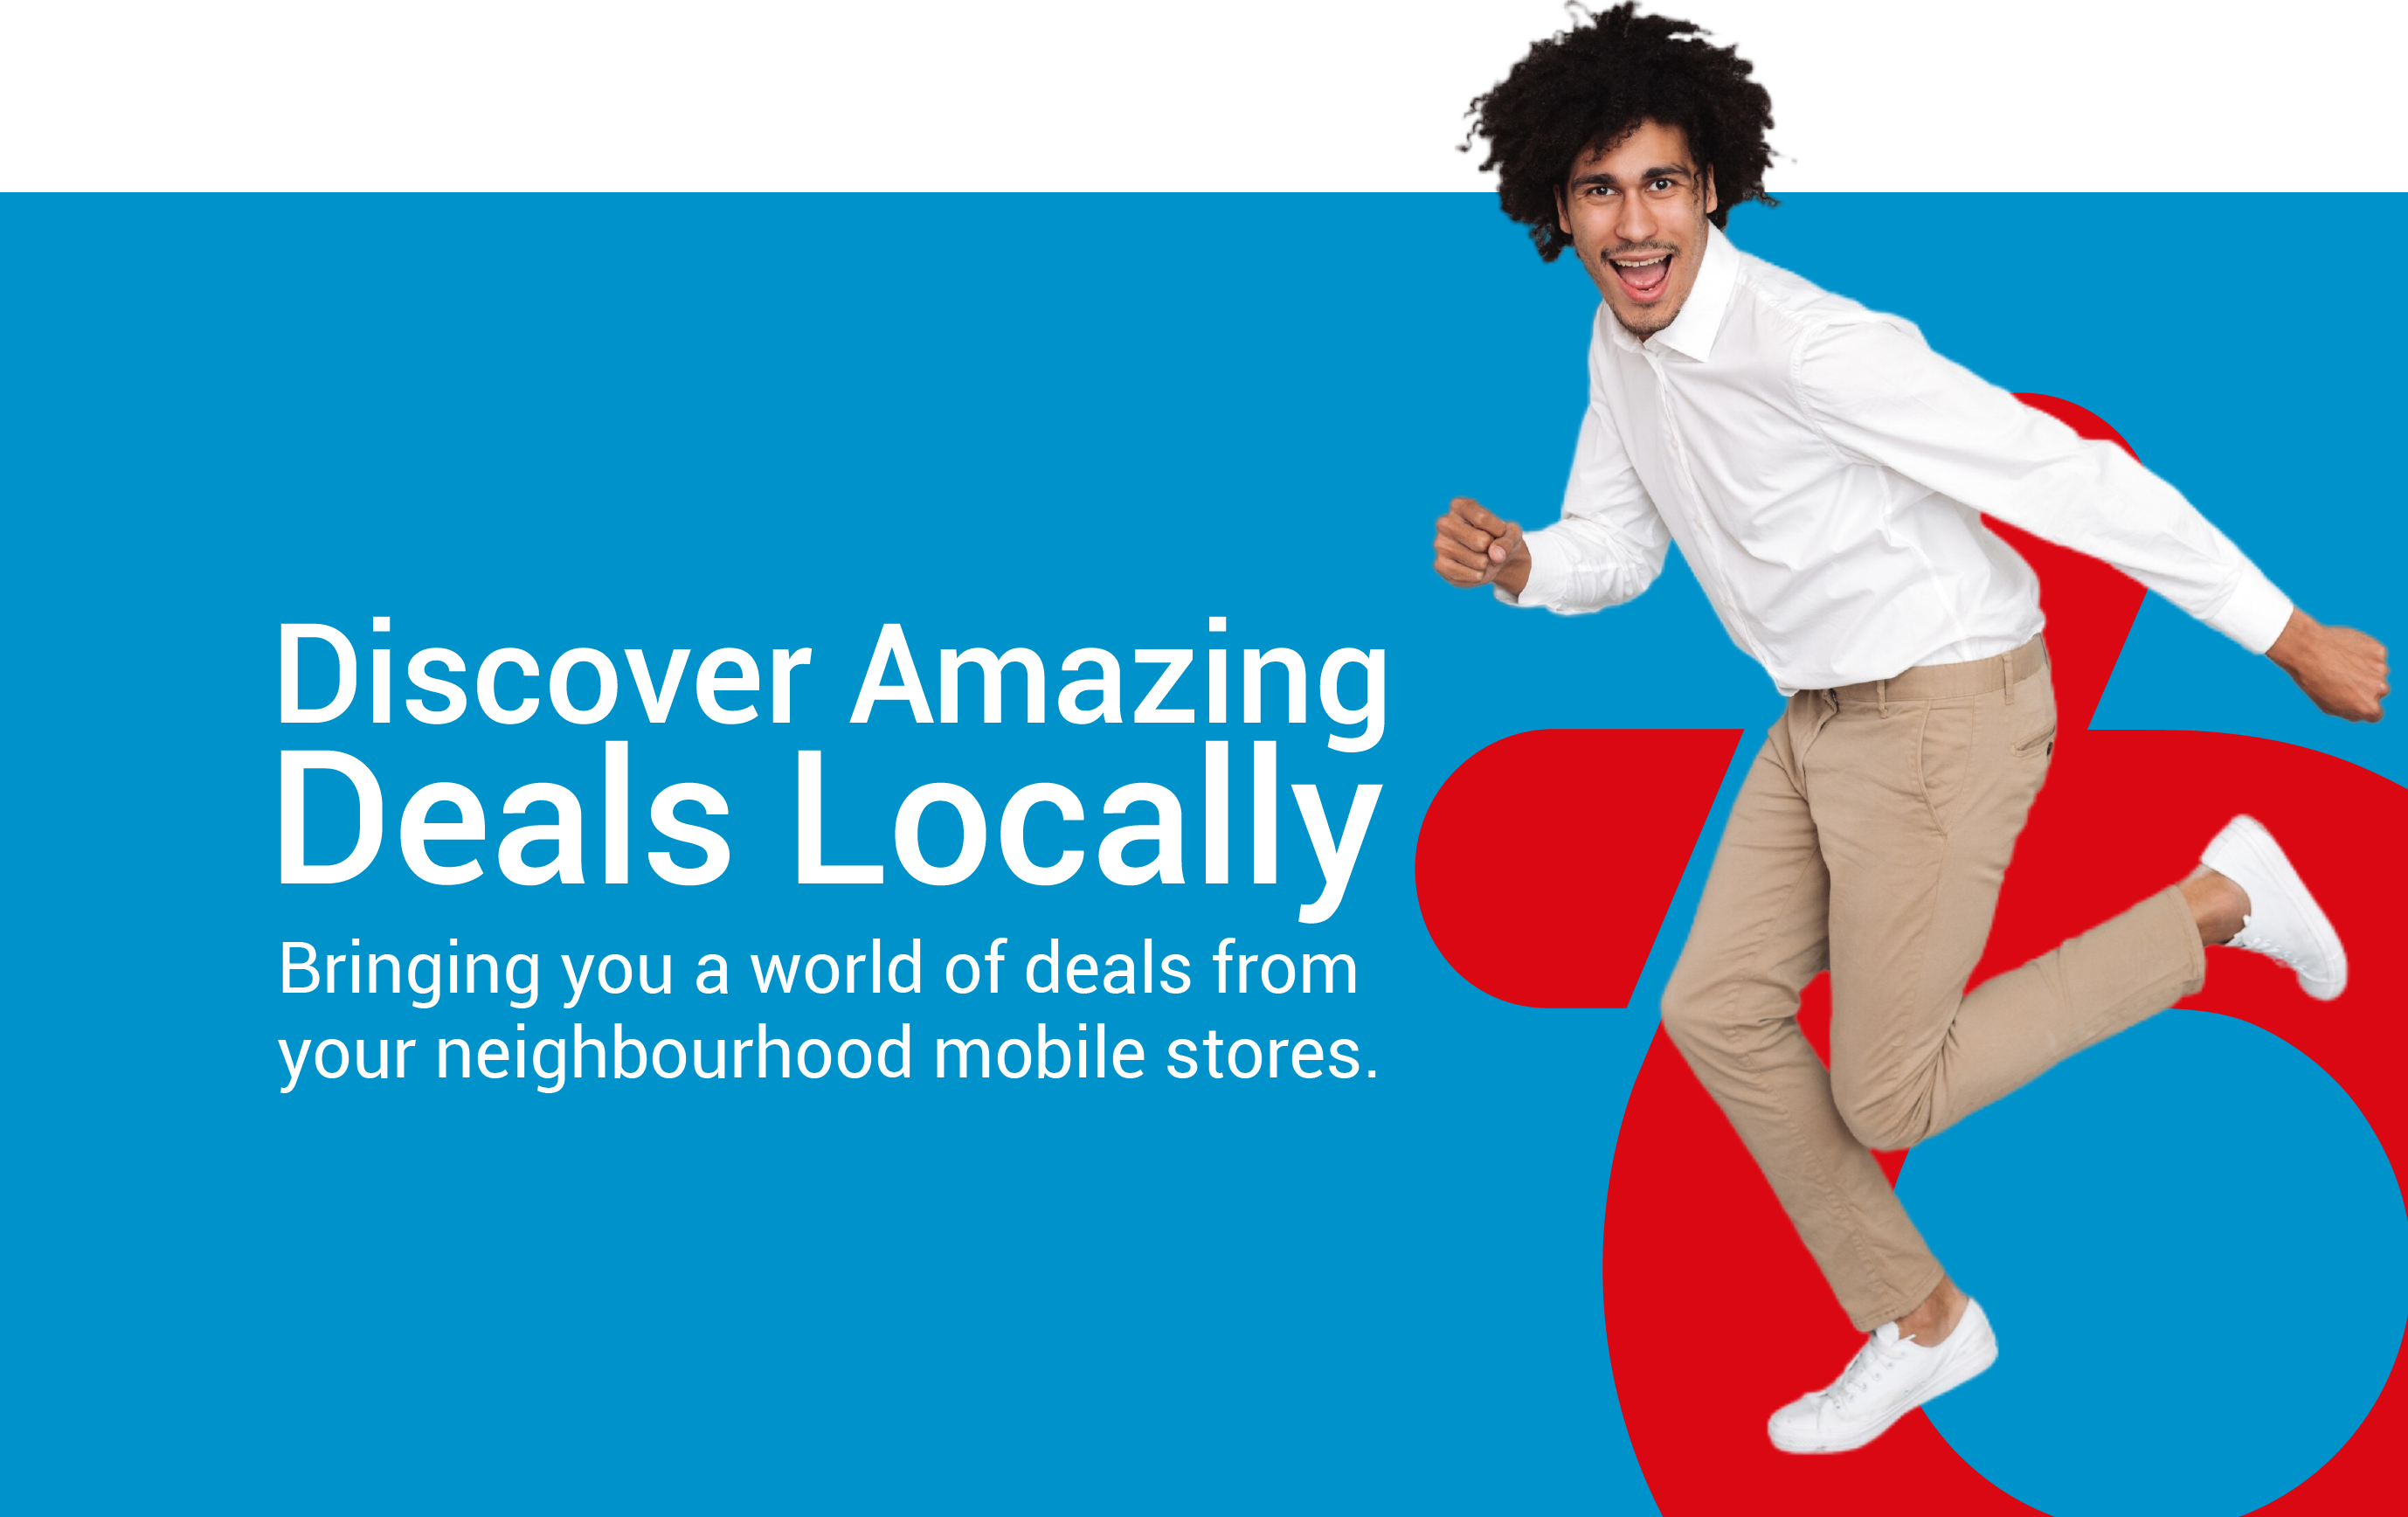 Discover Amazing
Deals Locally
Bringing you a world of deals from
your neighbourhood mobile stores.